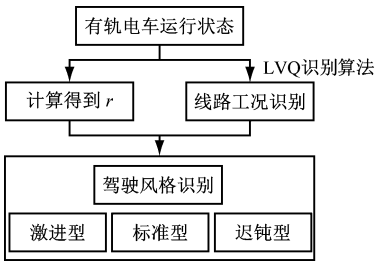 有轨电车运行状态
LVQ识别算法
计算得到 r
线路工况识别
驾驶风格识别
激进型
标准型
迟钝型